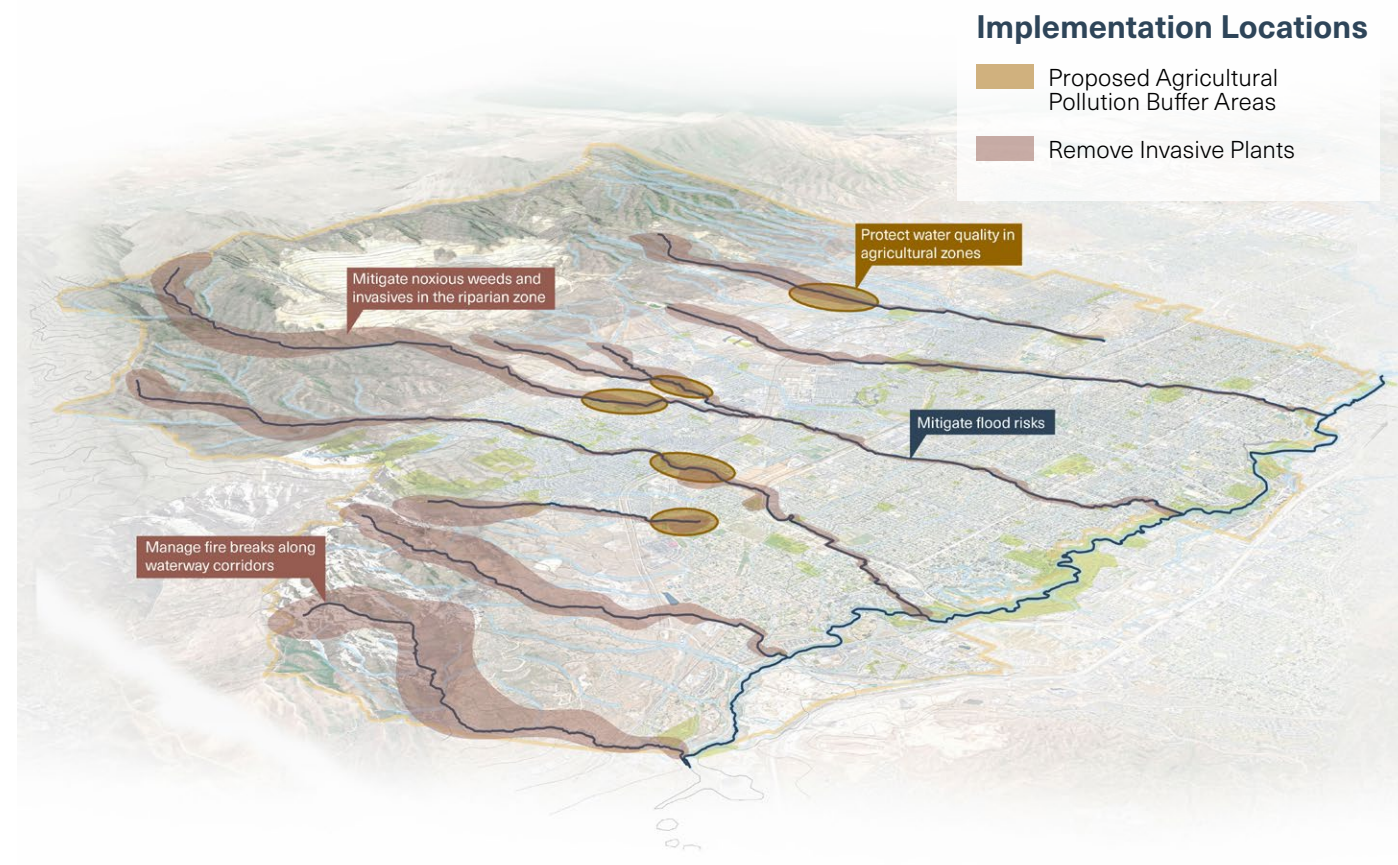 Implementation Locations
Proposed Agricultural
Pollution Buffer Areas
Remove Invasive Plants
Protect water quality in
agricultural zones
Mitigate noxious weeds and
invasives in the riparian zone
Mitigate flood risks
Manage fire breaks along
waterway corridors